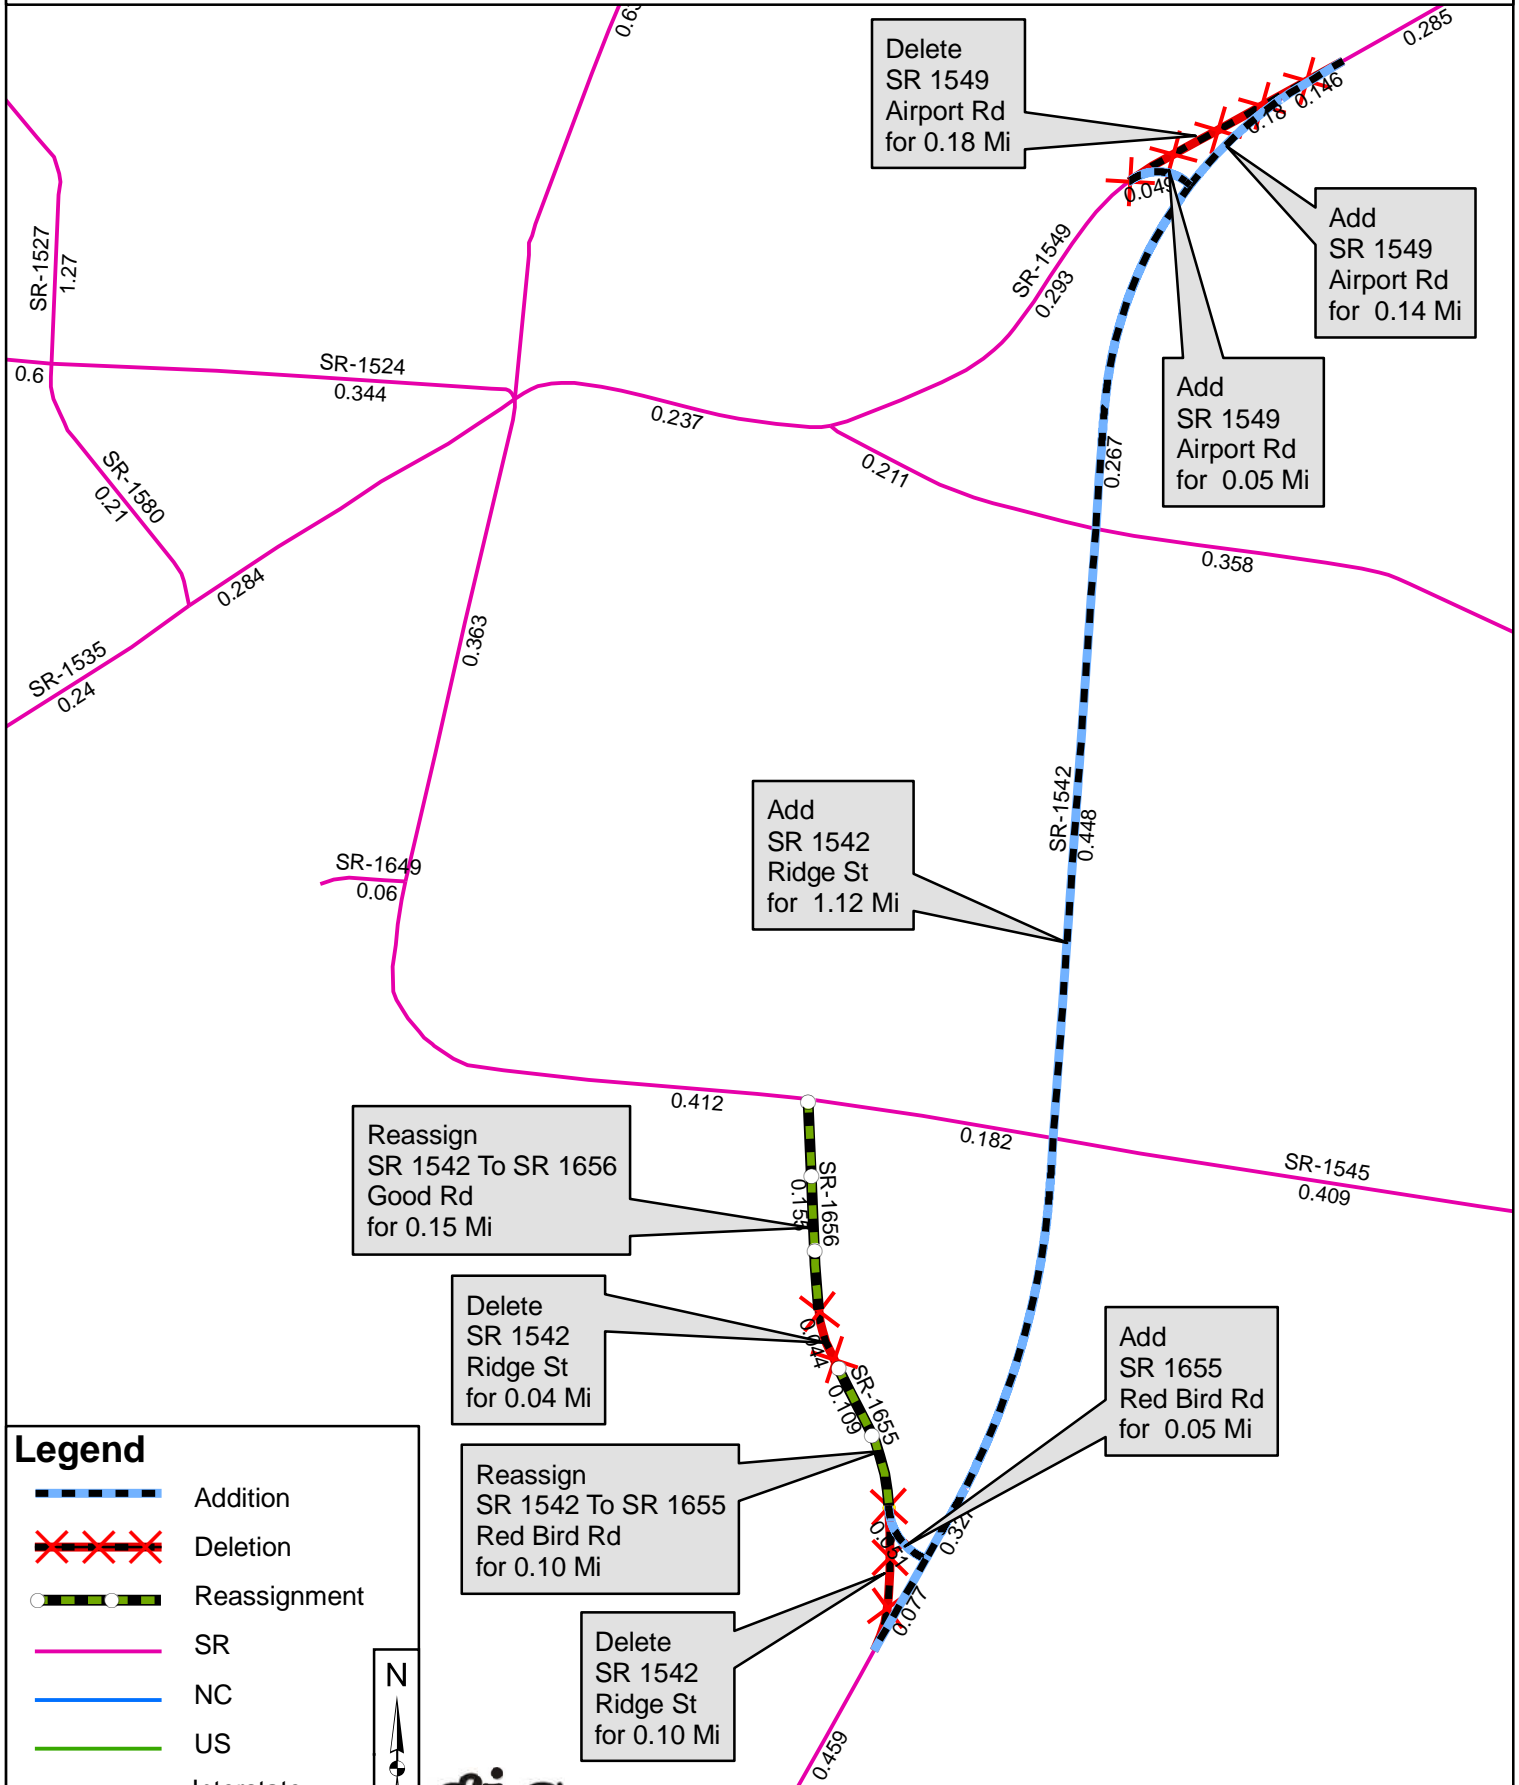 0.285
Delete
SR 1549
Airport Rd
for 0.18 Mi
0.146
0.18
0.049
Add
SR 1549
Airport Rd
for 0.14 Mi
SR-1527
1.27
SR-1549
0.293
SR-1524
0.344
0.6
Add
SR 1549
Airport Rd
for 0.05 Mi
0.237
0.211
0.267
SR-1580
0.21
0.358
0.284
0.363
SR-1535
0.24
Add
SR 1542
Ridge St
for 1.12 Mi
SR-1542
0.448
SR-1649
0.06
0.412
0.182
SR-1545
0.409
Reassign
SR 1542 To SR 1656
Good Rd
for 0.15 Mi
SR-1656
Delete
SR 1542
Ridge St
for 0.04 Mi
0.044
SR-1655
0.109
Add
SR 1655
Red Bird Rd
for 0.05 Mi
Reassign
SR 1542 To SR 1655
Red Bird Rd
for 0.10 Mi
0.051
0.077
Delete
SR 1542
Ridge St
for 0.10 Mi
0.459
Legend
Addition
Deletion
Reassignment
SR
NC
US
Interstate
N